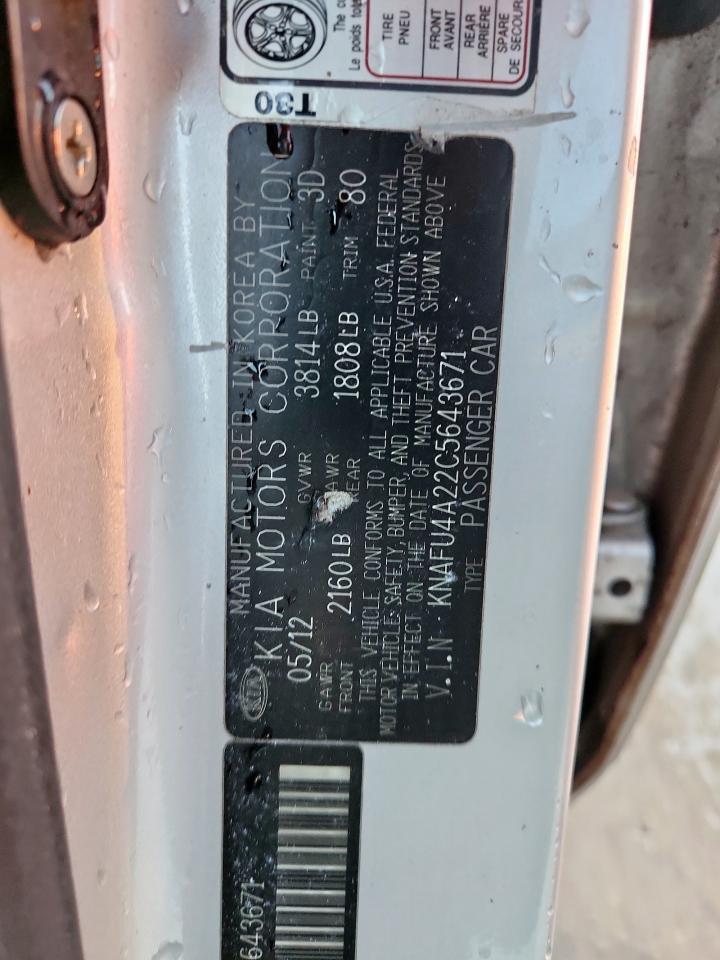 MANUFACTURED IN KOREA BY
KIA MOTORS CORPORATION
05/12 GVWR 3814LB PAINT 3D
GAWR FRONT 2160LB GAWR REAR 1808LB TRIM 80
THIS VEHICLE CONFORMS TO ALL APPLICABLE U.S.A. FEDERAL
MOTOR VEHICLE SAFETY, BUMPER, AND THEFT PREVENTION STANDARDS
IN EFFECT ON THE DATE OF MANUFACTURE SHOWN ABOVE
V.I.N KNAFU4A22C5643671
TYPE PASSENGER CAR
643671
T80
The
Le poids
TIRE
PNEU
FRONT
AVANT
REAR
ARRIÈRE
SPARE
DE SECOURS
KIA